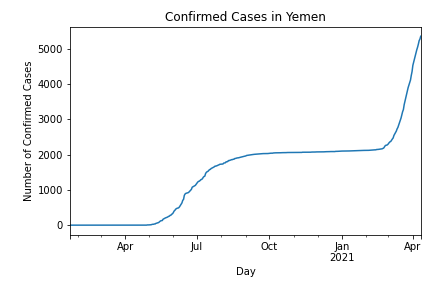 Confirmed Cases in Yemen
Number of Confirmed Cases
5000
4000
3000
2000
1000
0
Apr
Jul
Oct
Jan
2021
Apr
Day